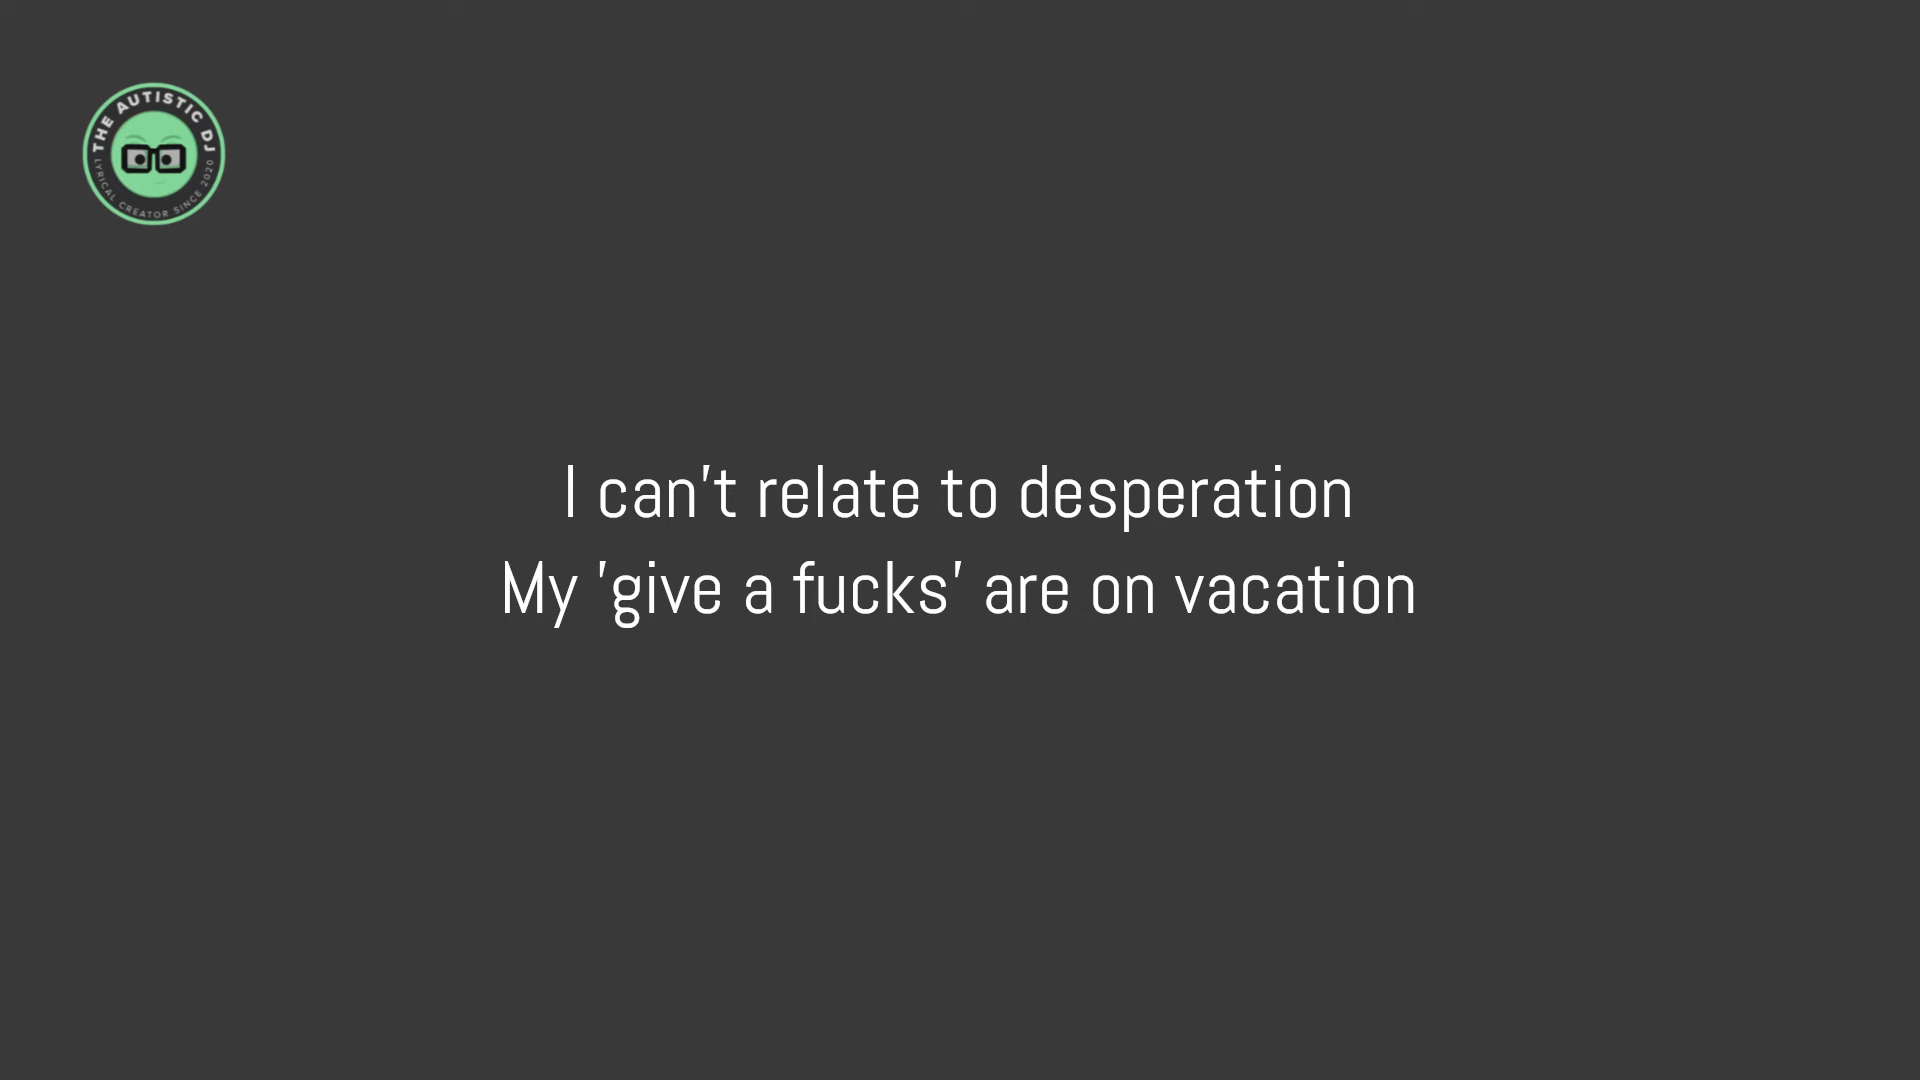 THE AUTISTIC DJ
LYRICAL CREATOR SINCE 2020
I can't relate to desperation
My 'give a fucks' are on vacation